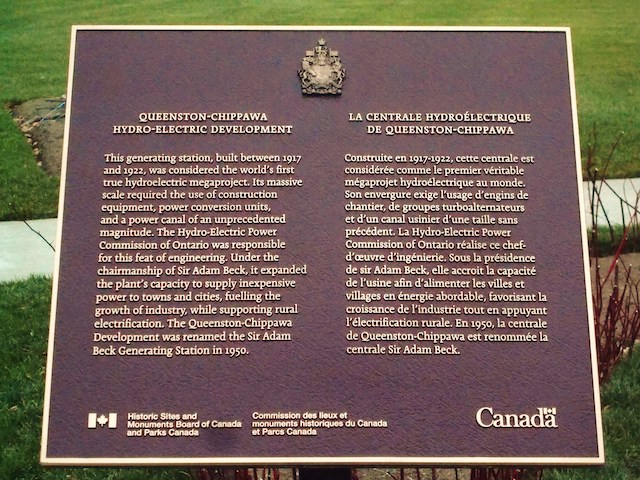 QUEENSTON-CHIPPAWA
HYDRO-ELECTRIC DEVELOPMENT
This generating station, built between 1917
and 1922, was considered the world's first
true hydroelectric megaproject. Its massive
scale required the use of construction
equipment, power conversion units,
and a power canal of an unprecedented
magnitude. The Hydro-Electric Power
Commission of Ontario was responsible
for this feat of engineering. Under the
chairmanship of Sir Adam Beck, it expanded
the plant's capacity to supply inexpensive
power to towns and cities, fuelling the
growth of industry, while supporting rural
electrification. The Queenston-Chippawa
Development was renamed the Sir Adam
Beck Generating Station in 1950.
LA CENTRALE HYDROÉLECTRIQUE
DE QUEENSTON-CHIPPAWA
Construite en 1917-1922, cette centrale est
considérée comme le premier véritable
mégaprojet hydroélectrique au monde.
Son envergure exige l'usage d'engins de
chantier, de groupes turboalternateurs
et d'un canal usinier d'une taille sans
précédent. La Hydro-Electric Power
Commission of Ontario réalise ce chef-
d'œuvre d'ingénierie. Sous la présidence
de sir Adam Beck, elle accroit la capacité
de l'usine afin d'alimenter les villes et
villages en énergie abordable, favorisant la
croissance de l'industrie tout en appuyant
l'électrification rurale. En 1950, la centrale
de Queenston-Chippawa est renommée la
centrale Sir Adam Beck.
Historic Sites and
Monuments Board of Canada
and Parks Canada
Commission des lieux et
monuments historiques du Canada
et Parcs Canada
Canada